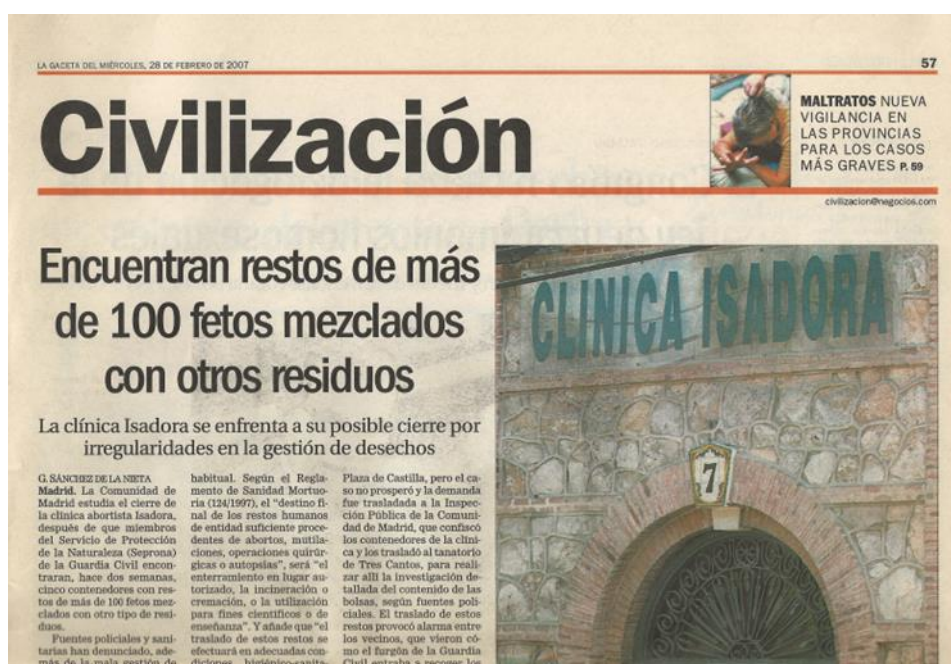 LA GACETA DEL MIÉRCOLES, 28 DE FEBRERO DE 2007
57
Civilización
MALTRATOS NUEVA
VIGILANCIA EN
LAS PROVINCIAS
PARA LOS CASOS
MÁS GRAVES P. 59
civilizacion@negocios.com
Encuentran restos de más
de 100 fetos mezclados
con otros residuos
La clínica Isadora se enfrenta a su posible cierre por
irregularidades en la gestión de desechos
G. SÁNCHEZ DE LA NIETA
Madrid. La Comunidad de
Madrid estudia el cierre de
la clínica abortista Isadora,
después de que miembros
del Servicio de Protección
de la Naturaleza (Seprona)
de la Guardia Civil encon-
traran, hace dos semanas,
cinco contenedores con res-
tos de más de 100 fetos mez-
clados con otro tipo de resi-
duos.
Fuentes policiales y sani-
tarias han denunciado, ade-
más de la mala gestión de
habitual. Según el Regla-
mento de Sanidad Mortuo-
ria (124/1997), el "destino fi-
nal de los restos humanos
de entidad suficiente proce-
dentes de abortos, mutila-
ciones, operaciones quirúr-
gicas o autopsias", será "el
enterramiento en lugar au-
torizado, la incineración o
cremación, o la utilización
para fines científicos o de
enseñanza". Y añade que "el
traslado de estos restos se
efectuará en adecuadas con-
diciones higiénico-sanita-
Plaza de Castilla, pero el ca-
so no prosperó y la demanda
fue trasladada a la Inspec-
ción Pública de la Comuni-
dad de Madrid, que confiscó
los contenedores de la clíni-
ca y los trasladó al tanatorio
de Tres Cantos, para reali-
zar allí la investigación de-
tallada del contenido de las
bolsas, según fuentes poli-
ciales. El traslado de estos
restos provocó alarma entre
los vecinos, que vieron có-
mo el furgón de la Guardia
Civil entraba a recoger los
CLINICA ISADORA
7